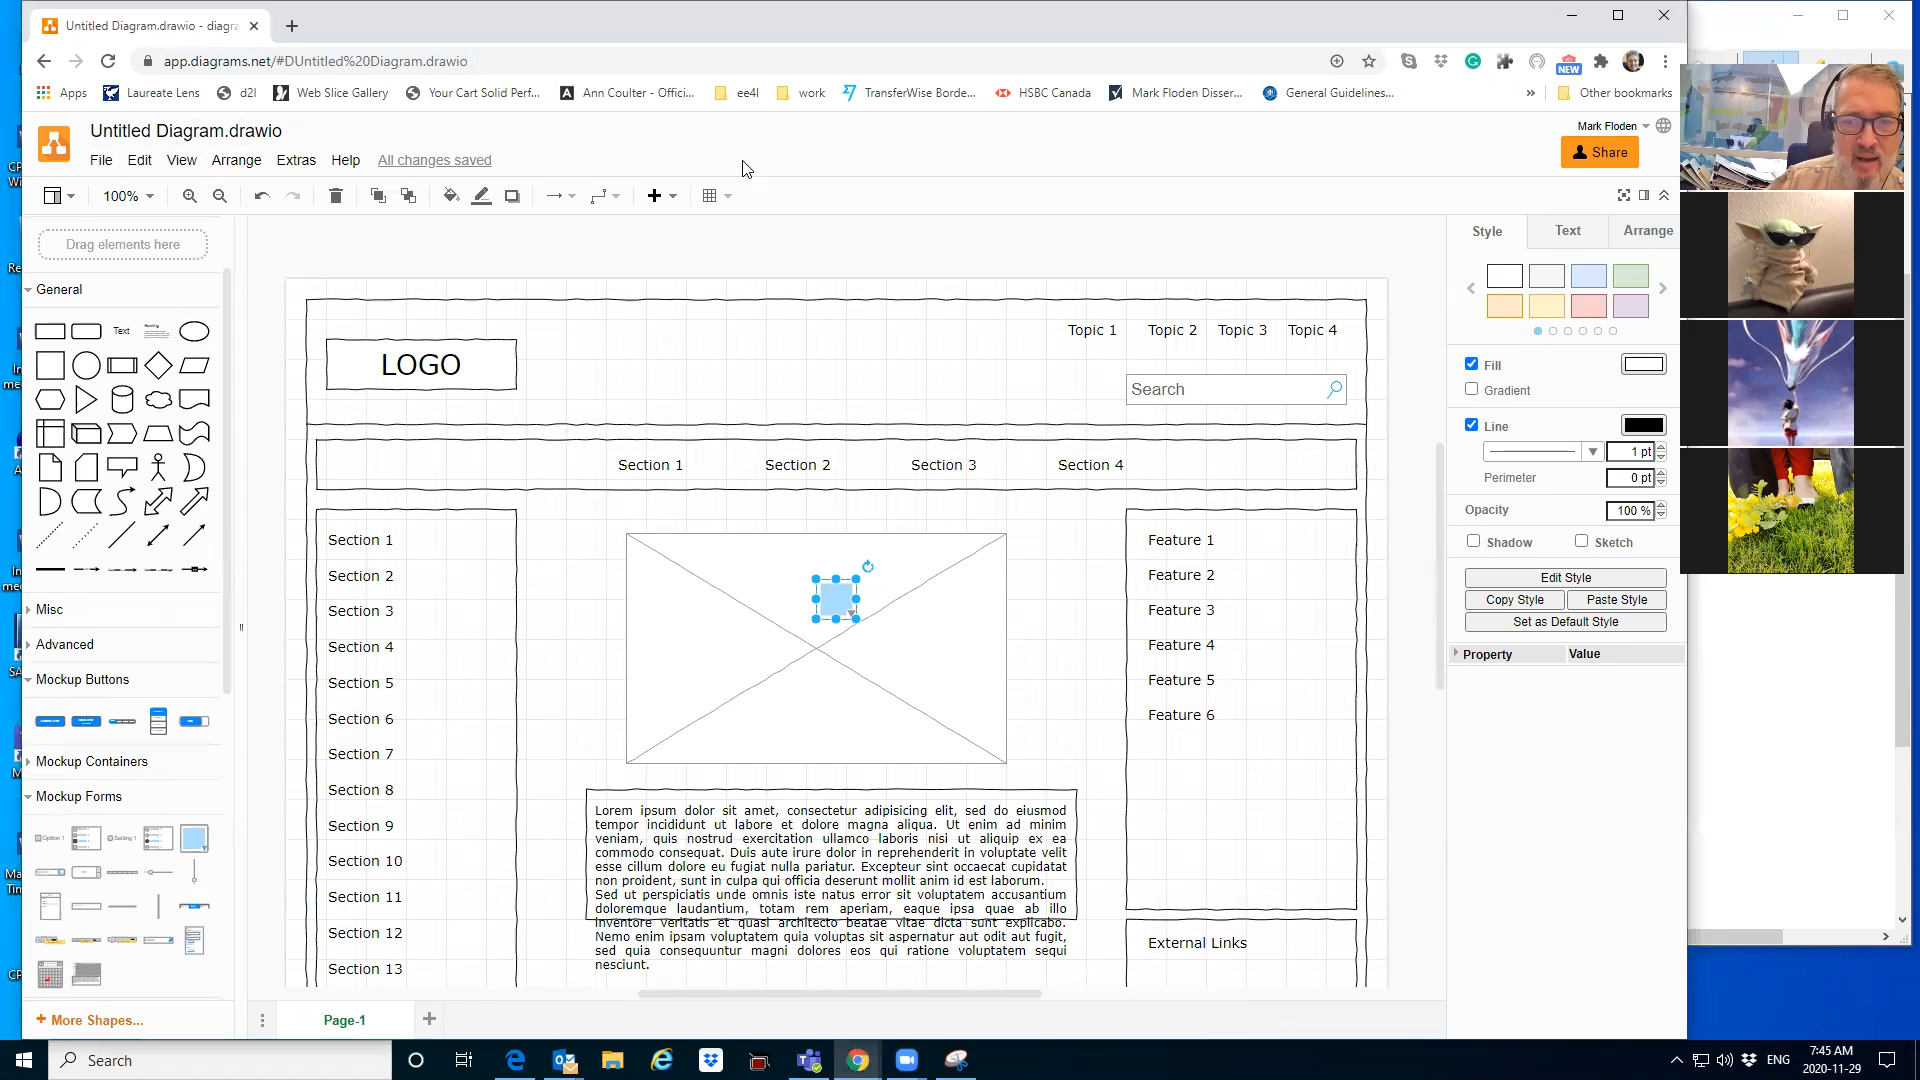 Untitled Diagram.drawio - diagra
app.diagrams.net/#DUntitled%20Diagram.drawio
NEW
Apps
Laureate Lens
d2l
Web Slice Gallery
Your Cart Solid Perf...
Ann Coulter - Offici...
ee4l
work
TransferWise Borde...
HSBC Canada
Mark Floden Disser...
General Guidelines...
»
Other bookmarks
Untitled Diagram.drawio
Mark Floden
File Edit View Arrange Extras Help All changes saved
Share
100%
Drag elements here
Style Text Arrange
General
Text
Heading
Topic 1 Topic 2 Topic 3 Topic 4
LOGO
Search
Fill
Gradient
Line
1 pt
Perimeter 0 pt
Opacity 100 %
Shadow Sketch
Edit Style
Copy Style Paste Style
Set as Default Style
Property Value
Section 1 Section 2 Section 3 Section 4
Section 1
Section 2
Section 3
Section 4
Section 5
Section 6
Section 7
Section 8
Section 9
Section 10
Section 11
Section 12
Section 13
Feature 1
Feature 2
Feature 3
Feature 4
Feature 5
Feature 6
External Links
Lorem ipsum dolor sit amet, consectetur adipisicing elit, sed do eiusmod
tempor incididunt ut labore et dolore magna aliqua. Ut enim ad minim
veniam, quis nostrud exercitation ullamco laboris nisi ut aliquip ex ea
commodo consequat. Duis aute irure dolor in reprehenderit in voluptate velit
esse cillum dolore eu fugiat nulla pariatur. Excepteur sint occaecat cupidatat
non proident, sunt in culpa qui officia deserunt mollit anim id est laborum.
Sed ut perspiciatis unde omnis iste natus error sit voluptatem accusantium
doloremque laudantium, totam rem aperiam, eaque ipsa quae ab illo
inventore veritatis et quasi architecto beatae vitae dicta sunt explicabo.
Nemo enim ipsam voluptatem quia voluptas sit aspernatur aut odit aut fugit,
sed quia consequuntur magni dolores eos qui ratione voluptatem sequi
nesciunt.
Misc
Advanced
Mockup Buttons
Mockup Containers
Mockup Forms
Option 1
Setting 1
More Shapes...
Page-1
Search
ENG
7:45 AM
2020-11-29